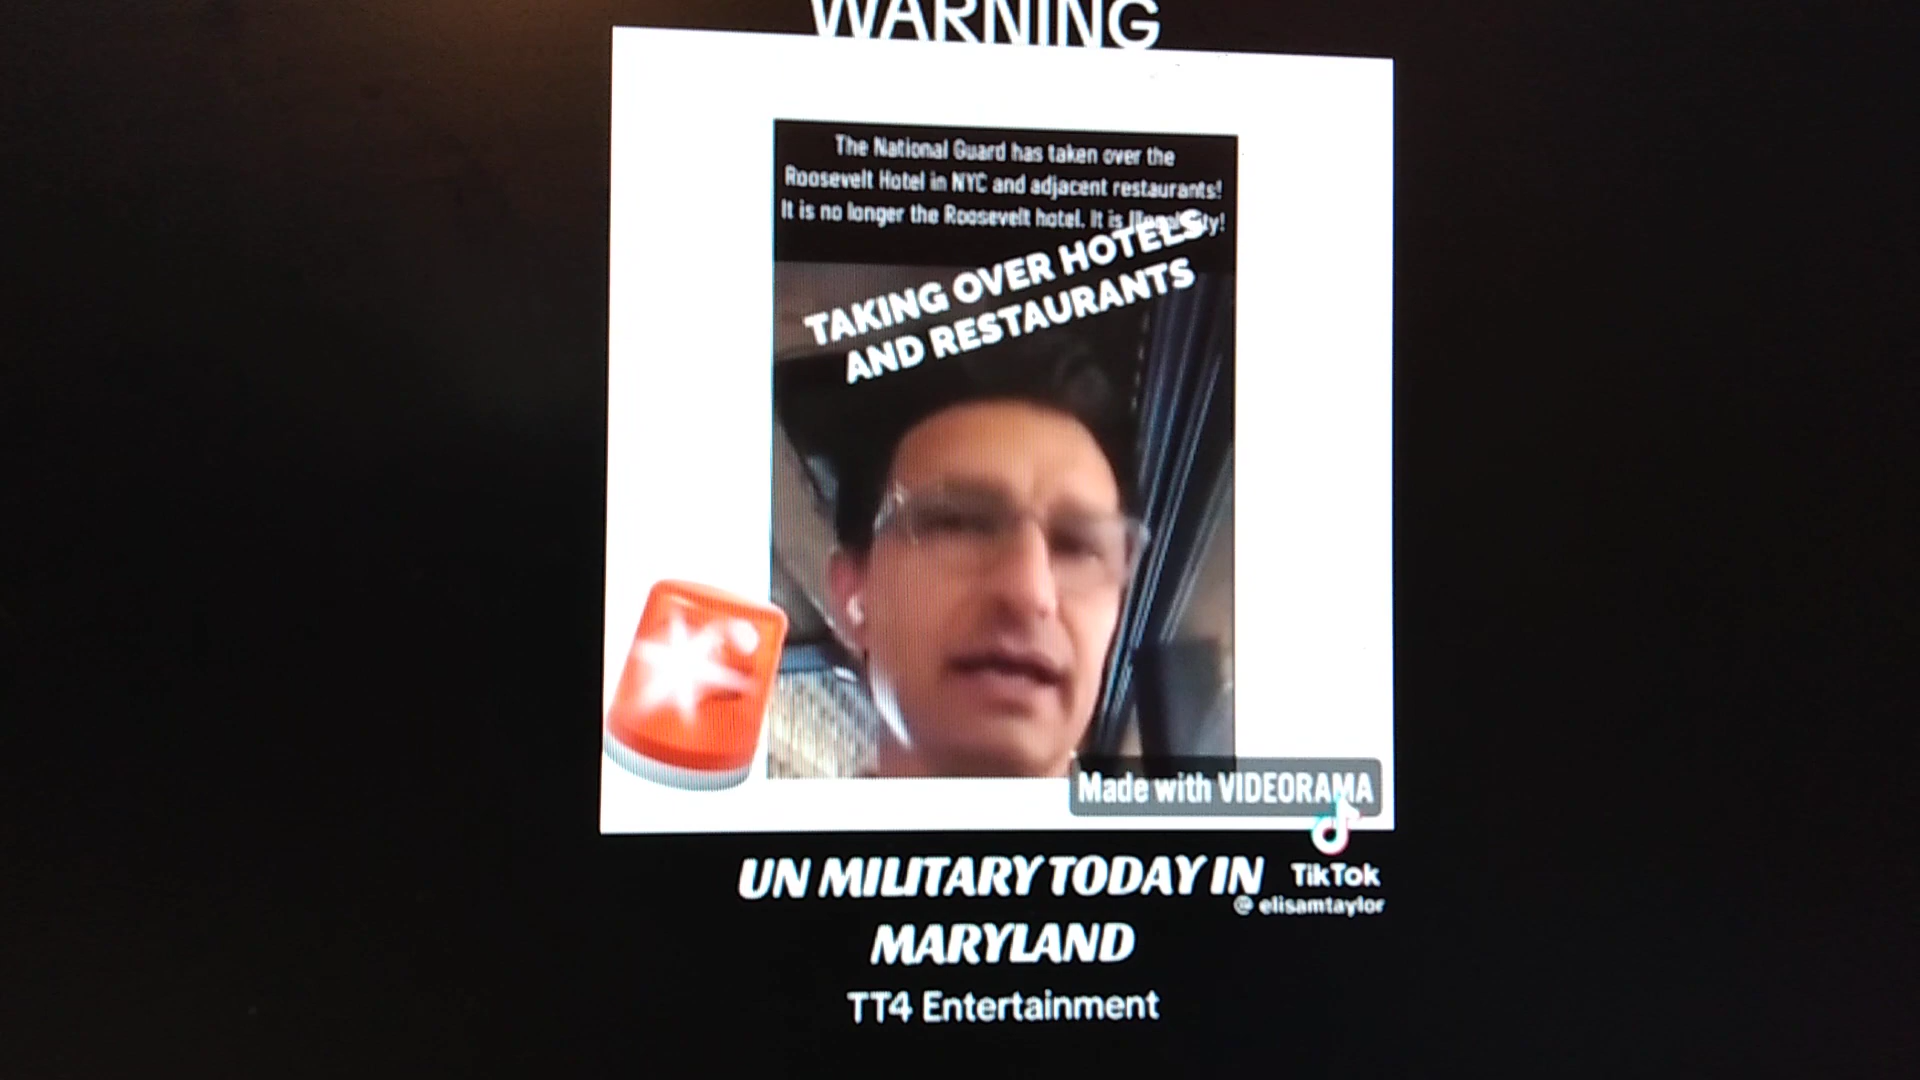 WARNING
The National Guard has taken over the
Roosevelt Hotel in NYC and adjacent restaurants!
It is no longer the Roosevelt hotel. It is
TAKING OVER HOTELS
AND RESTAURANTS
Made with VIDEORAMA
TikTok
@ elisamtaylor
UN MILITARY TODAY IN
MARYLAND
TT4 Entertainment